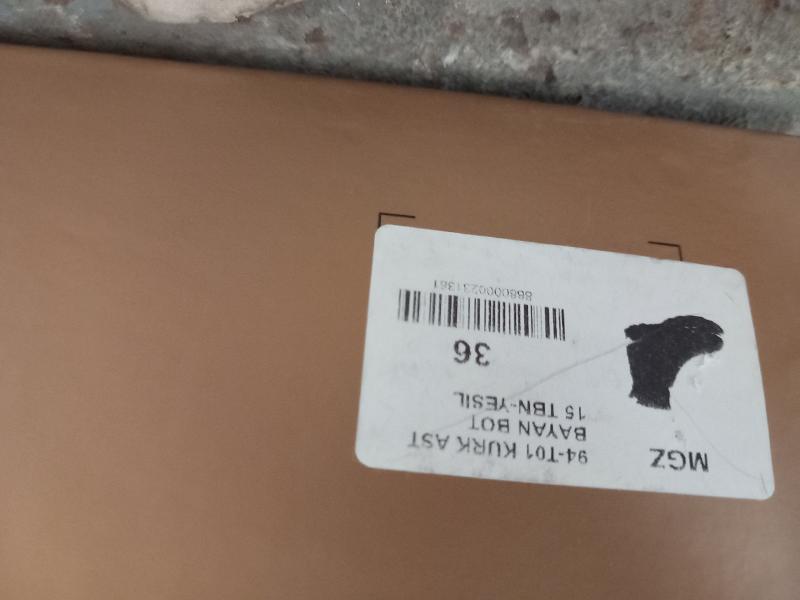 MGZ
94-T01 KURK AST
BAYAN BOT
15 TBN-YESIL
36
8680000231361